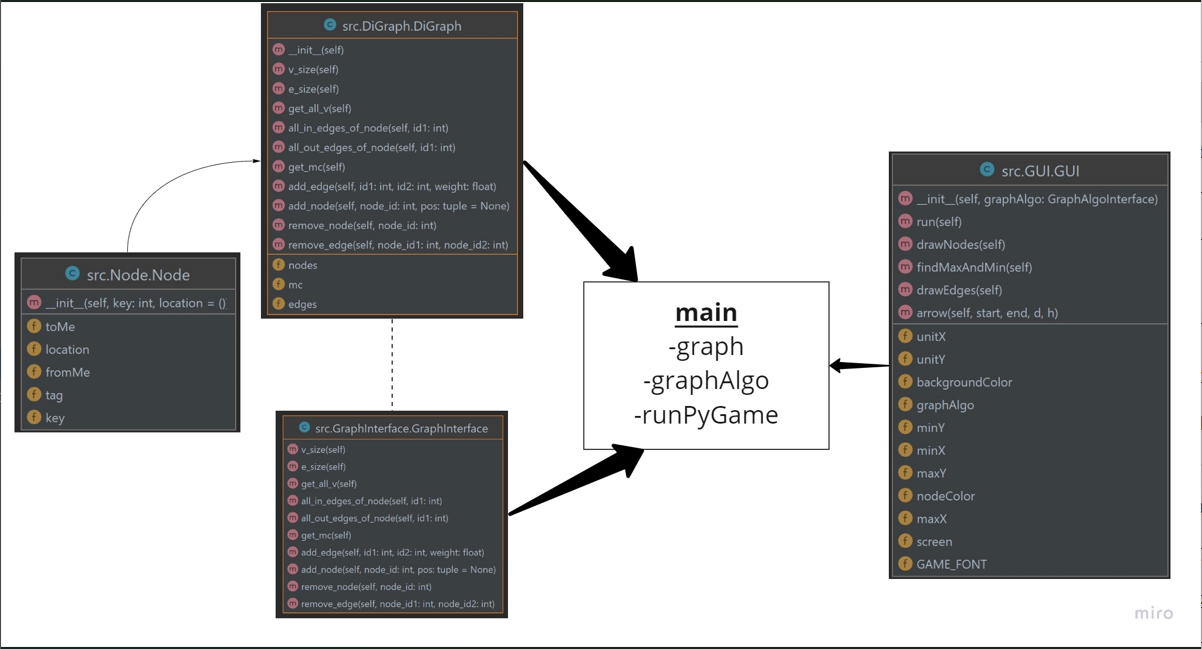 src.DiGraph.DiGraph
__init__(self)
v_size(self)
e_size(self)
get_all_v(self)
all_in_edges_of_node(self, id1: int)
all_out_edges_of_node(self, id1: int)
get_mc(self)
add_edge(self, id1: int, id2: int, weight: float)
add_node(self, node_id: int, pos: tuple = None)
remove_node(self, node_id: int)
remove_edge(self, node_id1: int, node_id2: int)
nodes
mc
edges
src.Node.Node
__init__(self, key: int, location = ()
toMe
location
fromMe
tag
key
src.GraphInterface.GraphInterface
v_size(self)
e_size(self)
get_all_v(self)
all_in_edges_of_node(self, id1: int)
all_out_edges_of_node(self, id1: int)
get_mc(self)
add_edge(self, id1: int, id2: int, weight: float)
add_node(self, node_id: int, pos: tuple = None)
remove_node(self, node_id: int)
remove_edge(self, node_id1: int, node_id2: int)
main
-graph
-graphAlgo
-runPyGame
src.GUI.GUI
__init__(self, graphAlgo: GraphAlgoInterface)
run(self)
drawNodes(self)
findMaxAndMin(self)
drawEdges(self)
arrow(self, start, end, d, h)
unitX
unitY
backgroundColor
graphAlgo
minY
minX
maxY
nodeColor
maxX
screen
GAME_FONT
miro